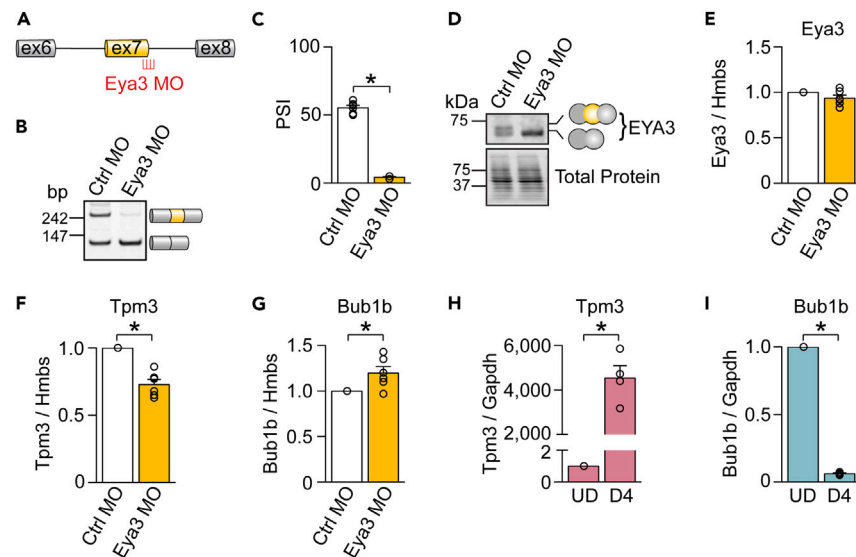 A
ex6
ex7
ex8
Eya3 MO
B
Ctrl MO
Eya3 MO
bp
242
147
C
100
50
0
PSI
*
Ctrl MO
Eya3 MO
D
Ctrl MO
Eya3 MO
kDa
75
EYA3
75
37
Total Protein
E
Eya3
1.5
1.0
0.5
0
Eya3 / Hmbs
Ctrl MO
Eya3 MO
F
Tpm3
*
1.0
0.5
0
Tpm3 / Hmbs
Ctrl MO
Eya3 MO
G
Bub1b
*
1.5
1.0
0.5
0
Bub1b / Hmbs
Ctrl MO
Eya3 MO
H
Tpm3
*
6,000
4,000
2,000
2
0
Tpm3 / Gapdh
UD D4
I
Bub1b
*
1.0
0.5
0
Bub1b / Gapdh
UD D4